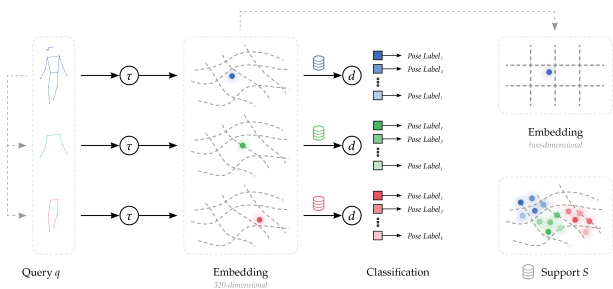 τ
d
Pose Label₁
Pose Label₂
Pose Labelᵢ
τ
d
Pose Label₁
Pose Label₂
Pose Labelⱼ
τ
d
Pose Label₁
Pose Label₂
Pose Labelₖ
Embedding
two-dimensional
Query q
Embedding
320-dimensional
Classification
Support S